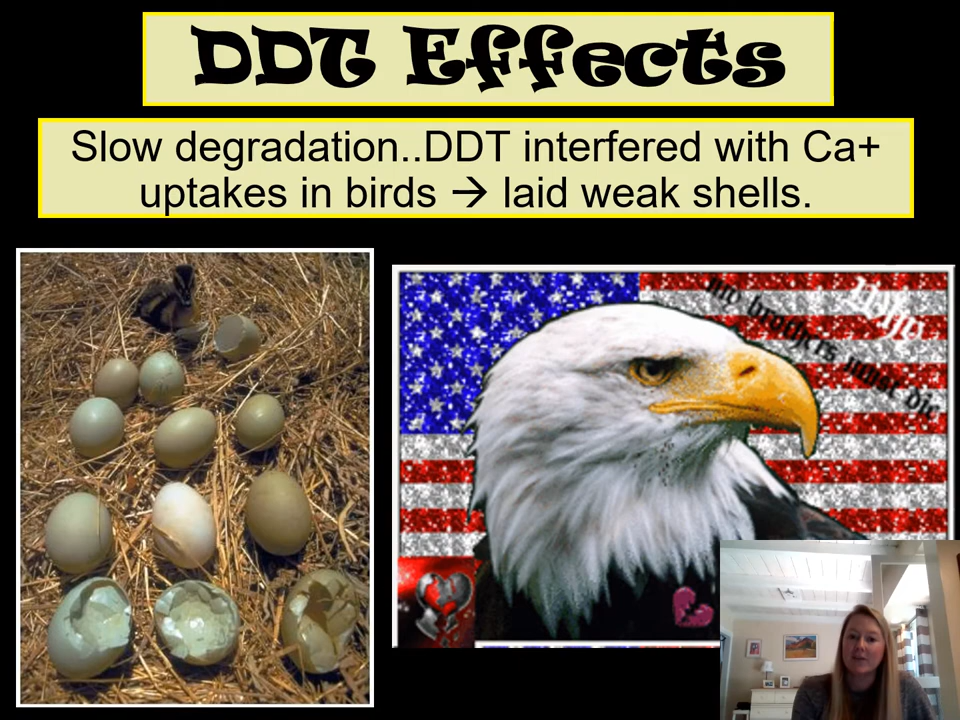 DDT Effects
Slow degradation..DDT interfered with Ca+
uptakes in birds → laid weak shells.
my brothers must die